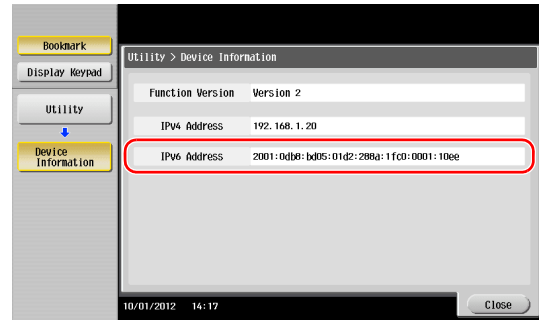 Bookmark
Display Keypad
Utility
Device
Information
Utility > Device Information
Function Version Version 2
IPv4 Address 192.168.1.20
IPv6 Address 2001:0db8:bd05:01d2:288a:1fc0:0001:10ee
10/01/2012 14:17
Close